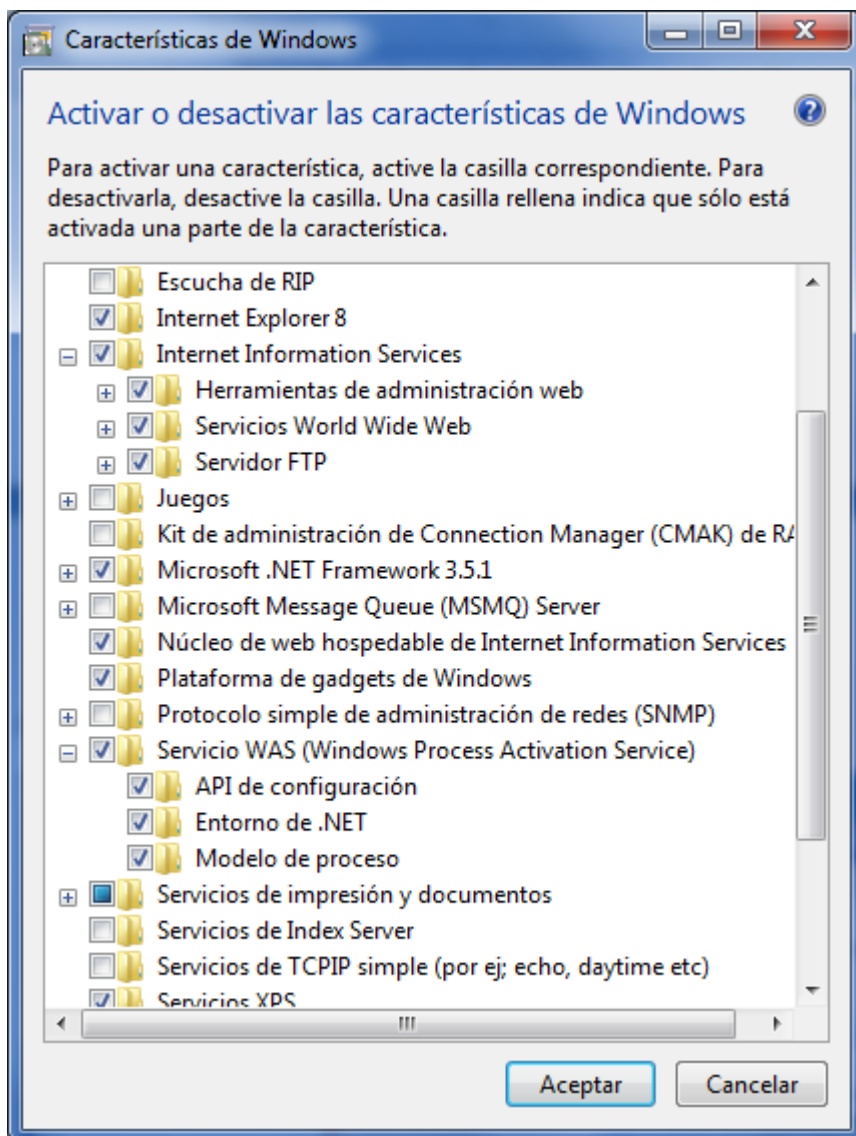 Características de Windows
Activar o desactivar las características de Windows
Para activar una característica, active la casilla correspondiente. Para
desactivarla, desactive la casilla. Una casilla rellena indica que sólo está
activada una parte de la característica.
Escucha de RIP
Internet Explorer 8
Internet Information Services
Herramientas de administración web
Servicios World Wide Web
Servidor FTP
Juegos
Kit de administración de Connection Manager (CMAK) de RA
Microsoft .NET Framework 3.5.1
Microsoft Message Queue (MSMQ) Server
Núcleo de web hospedable de Internet Information Services
Plataforma de gadgets de Windows
Protocolo simple de administración de redes (SNMP)
Servicio WAS (Windows Process Activation Service)
API de configuración
Entorno de .NET
Modelo de proceso
Servicios de impresión y documentos
Servicios de Index Server
Servicios de TCPIP simple (por ej; echo, daytime etc)
Servicios XPS
Aceptar
Cancelar